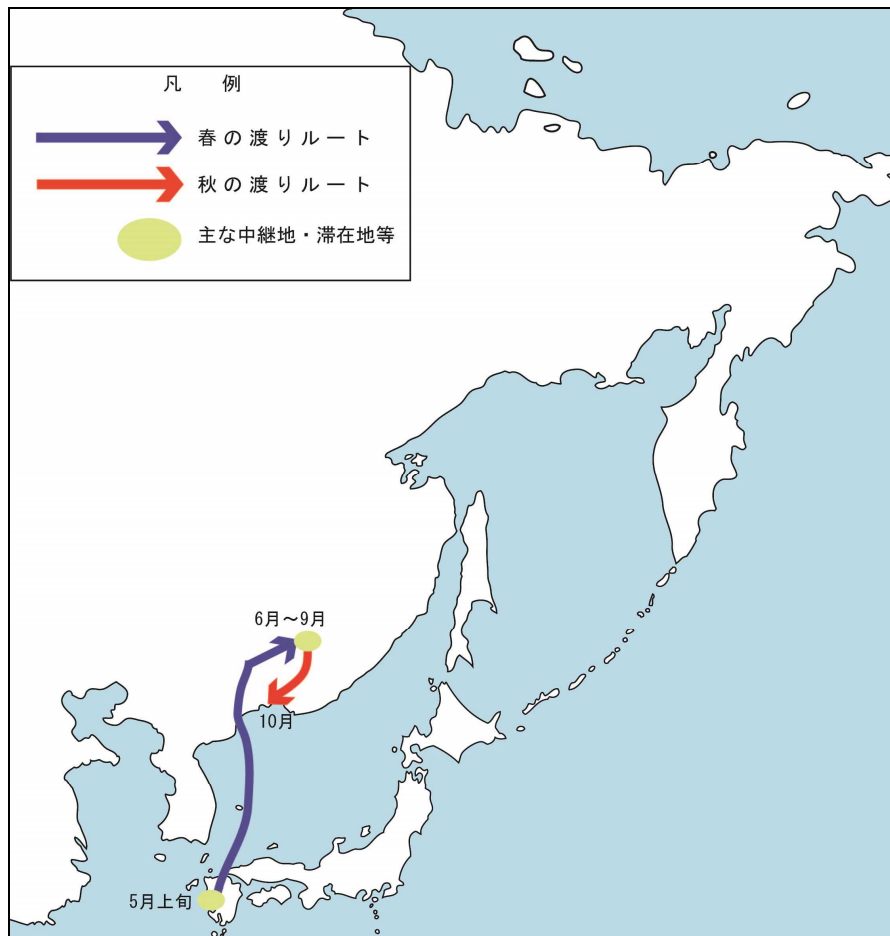 凡 例
春の渡りルート
秋の渡りルート
主な中継地・滞在地等
6月～9月
10月
5月上旬